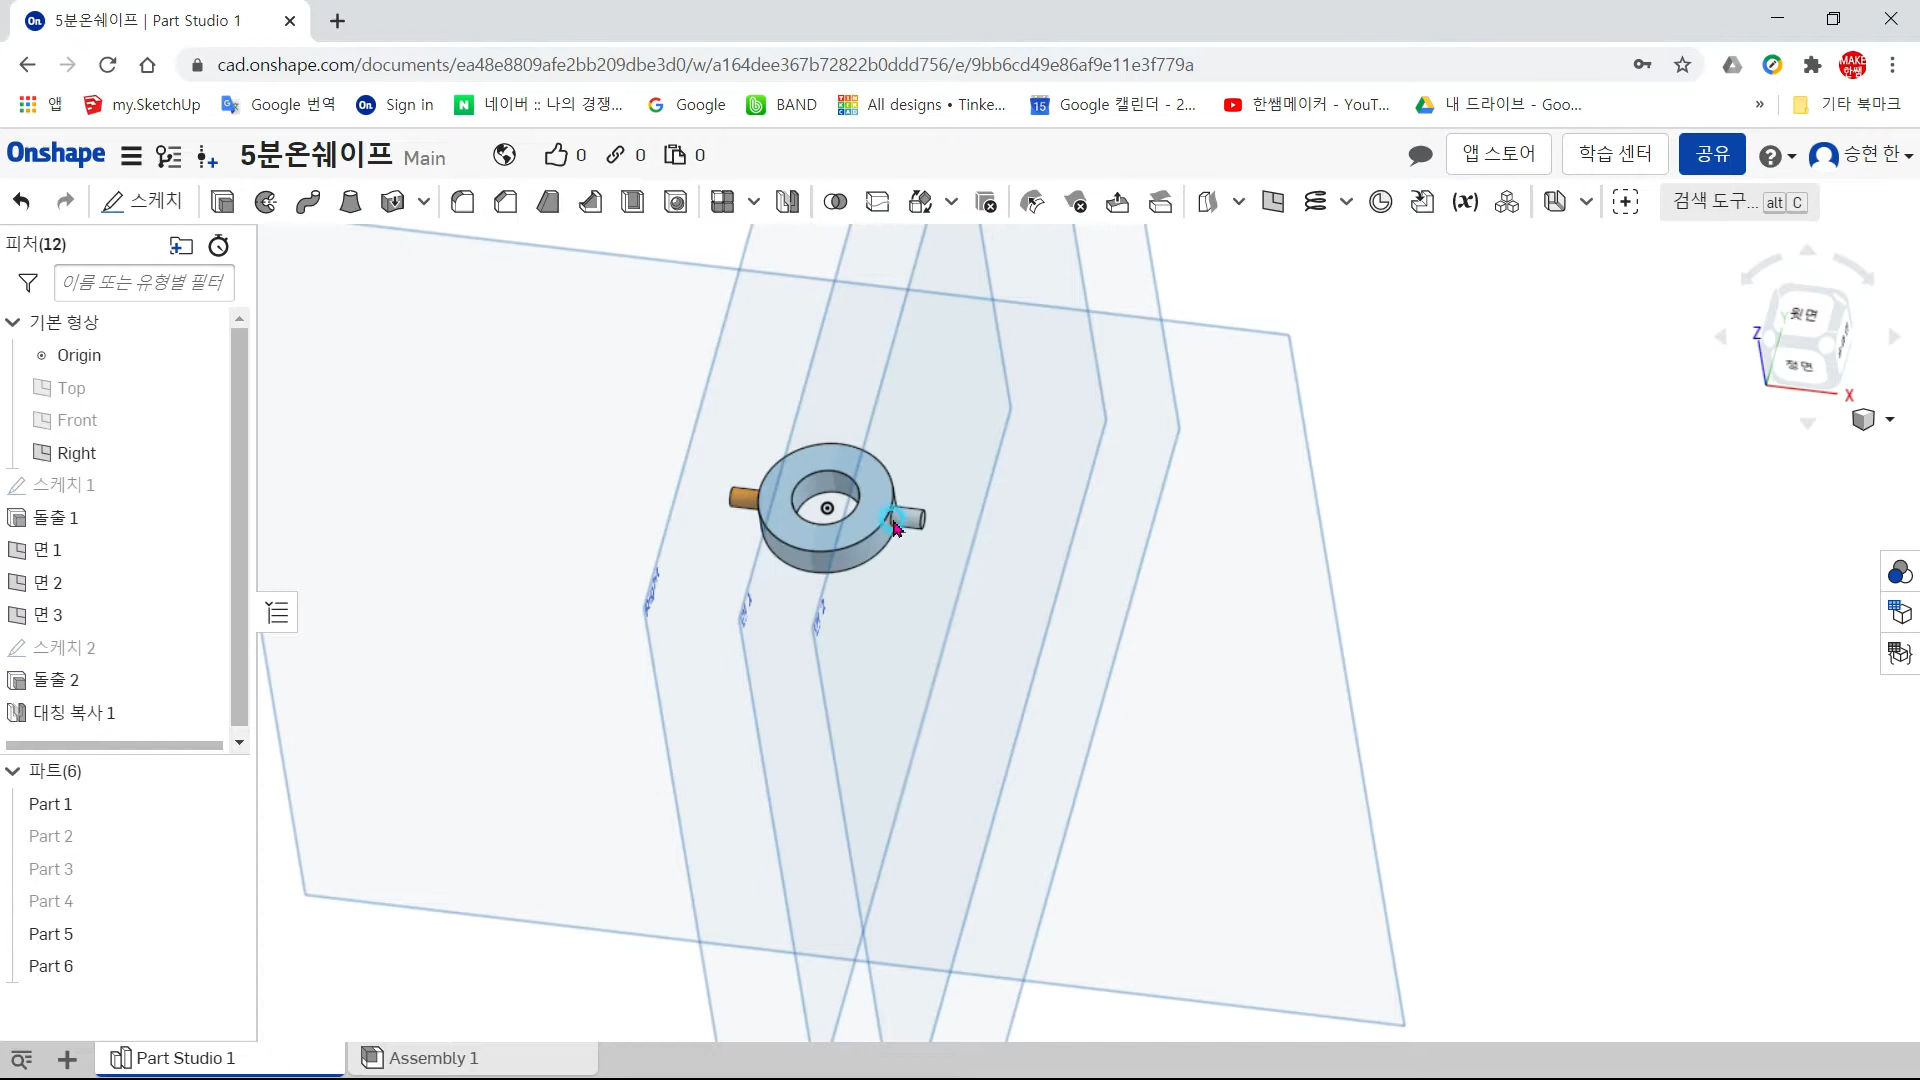 5분온쉐이프 | Part Studio 1
cad.onshape.com/documents/ea48e8809afe2bb209dbe3d0/w/a164dee367b72822b0ddd756/e/9bb6cd49e86af9e11e3f779a
MAKE 한쌤
앱 my.SketchUp Google 번역 Sign in 네이버 :: 나의 경쟁... Google BAND All designs • Tinke... Google 캘린더 - 2... 한쌤메이커 - YouT... 내 드라이브 - Goo... » 기타 북마크
Onshape 5분온쉐이프 Main 0 0 0 앱 스토어 학습 센터 공유 승현 한
스케치 검색 도구... alt C
피처(12)
이름 또는 유형별 필터
기본 형상
Origin
Top
Front
Right
스케치 1
돌출 1
면 1
면 2
면 3
스케치 2
돌출 2
대칭 복사 1
파트(6)
Part 1
Part 2
Part 3
Part 4
Part 5
Part 6
윗면
정면
Z
Y
X
Part Studio 1
Assembly 1